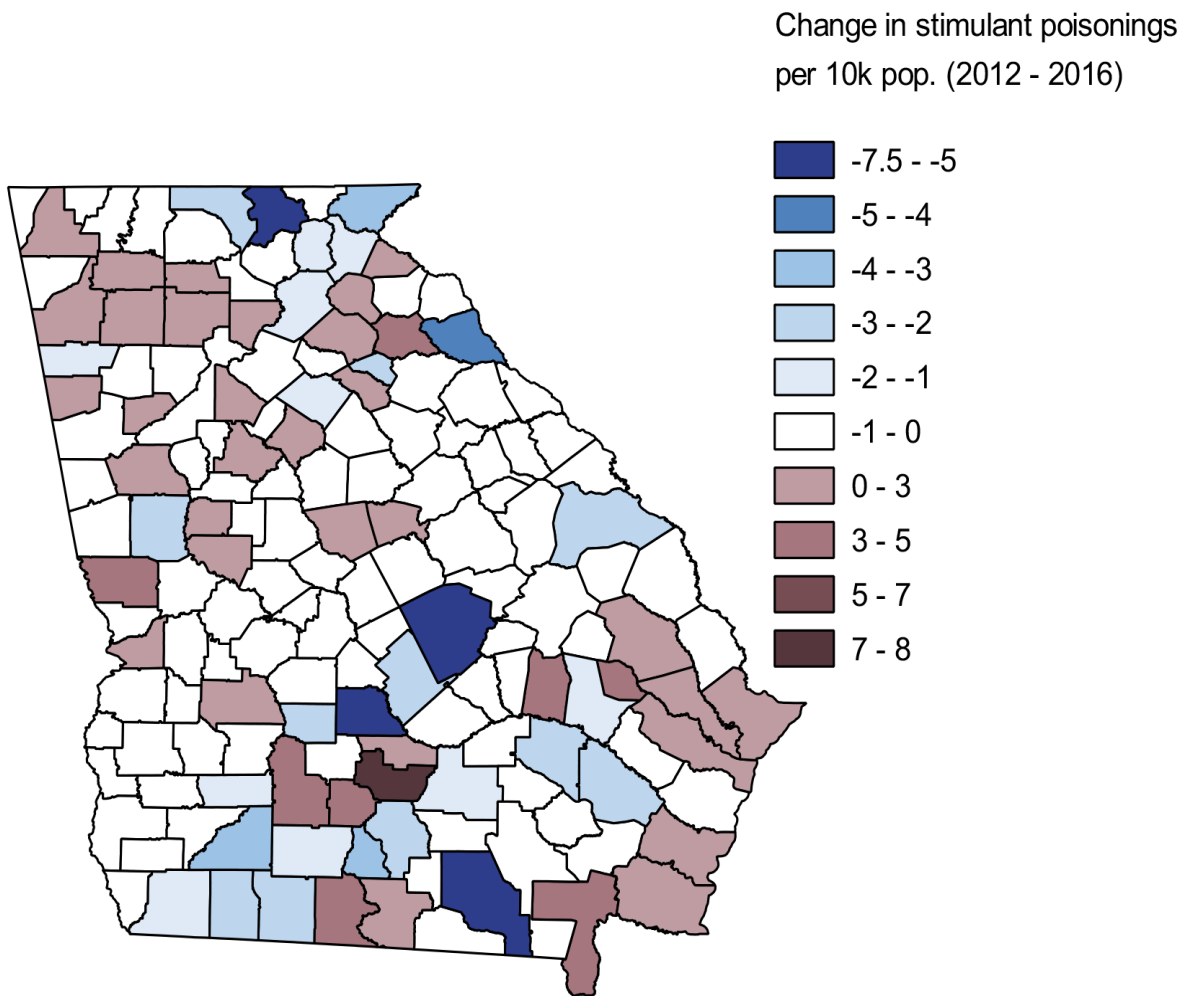 Change in stimulant poisonings
per 10k pop. (2012 - 2016)
-7.5 - -5
-5 - -4
-4 - -3
-3 - -2
-2 - -1
-1 - 0
0 - 3
3 - 5
5 - 7
7 - 8